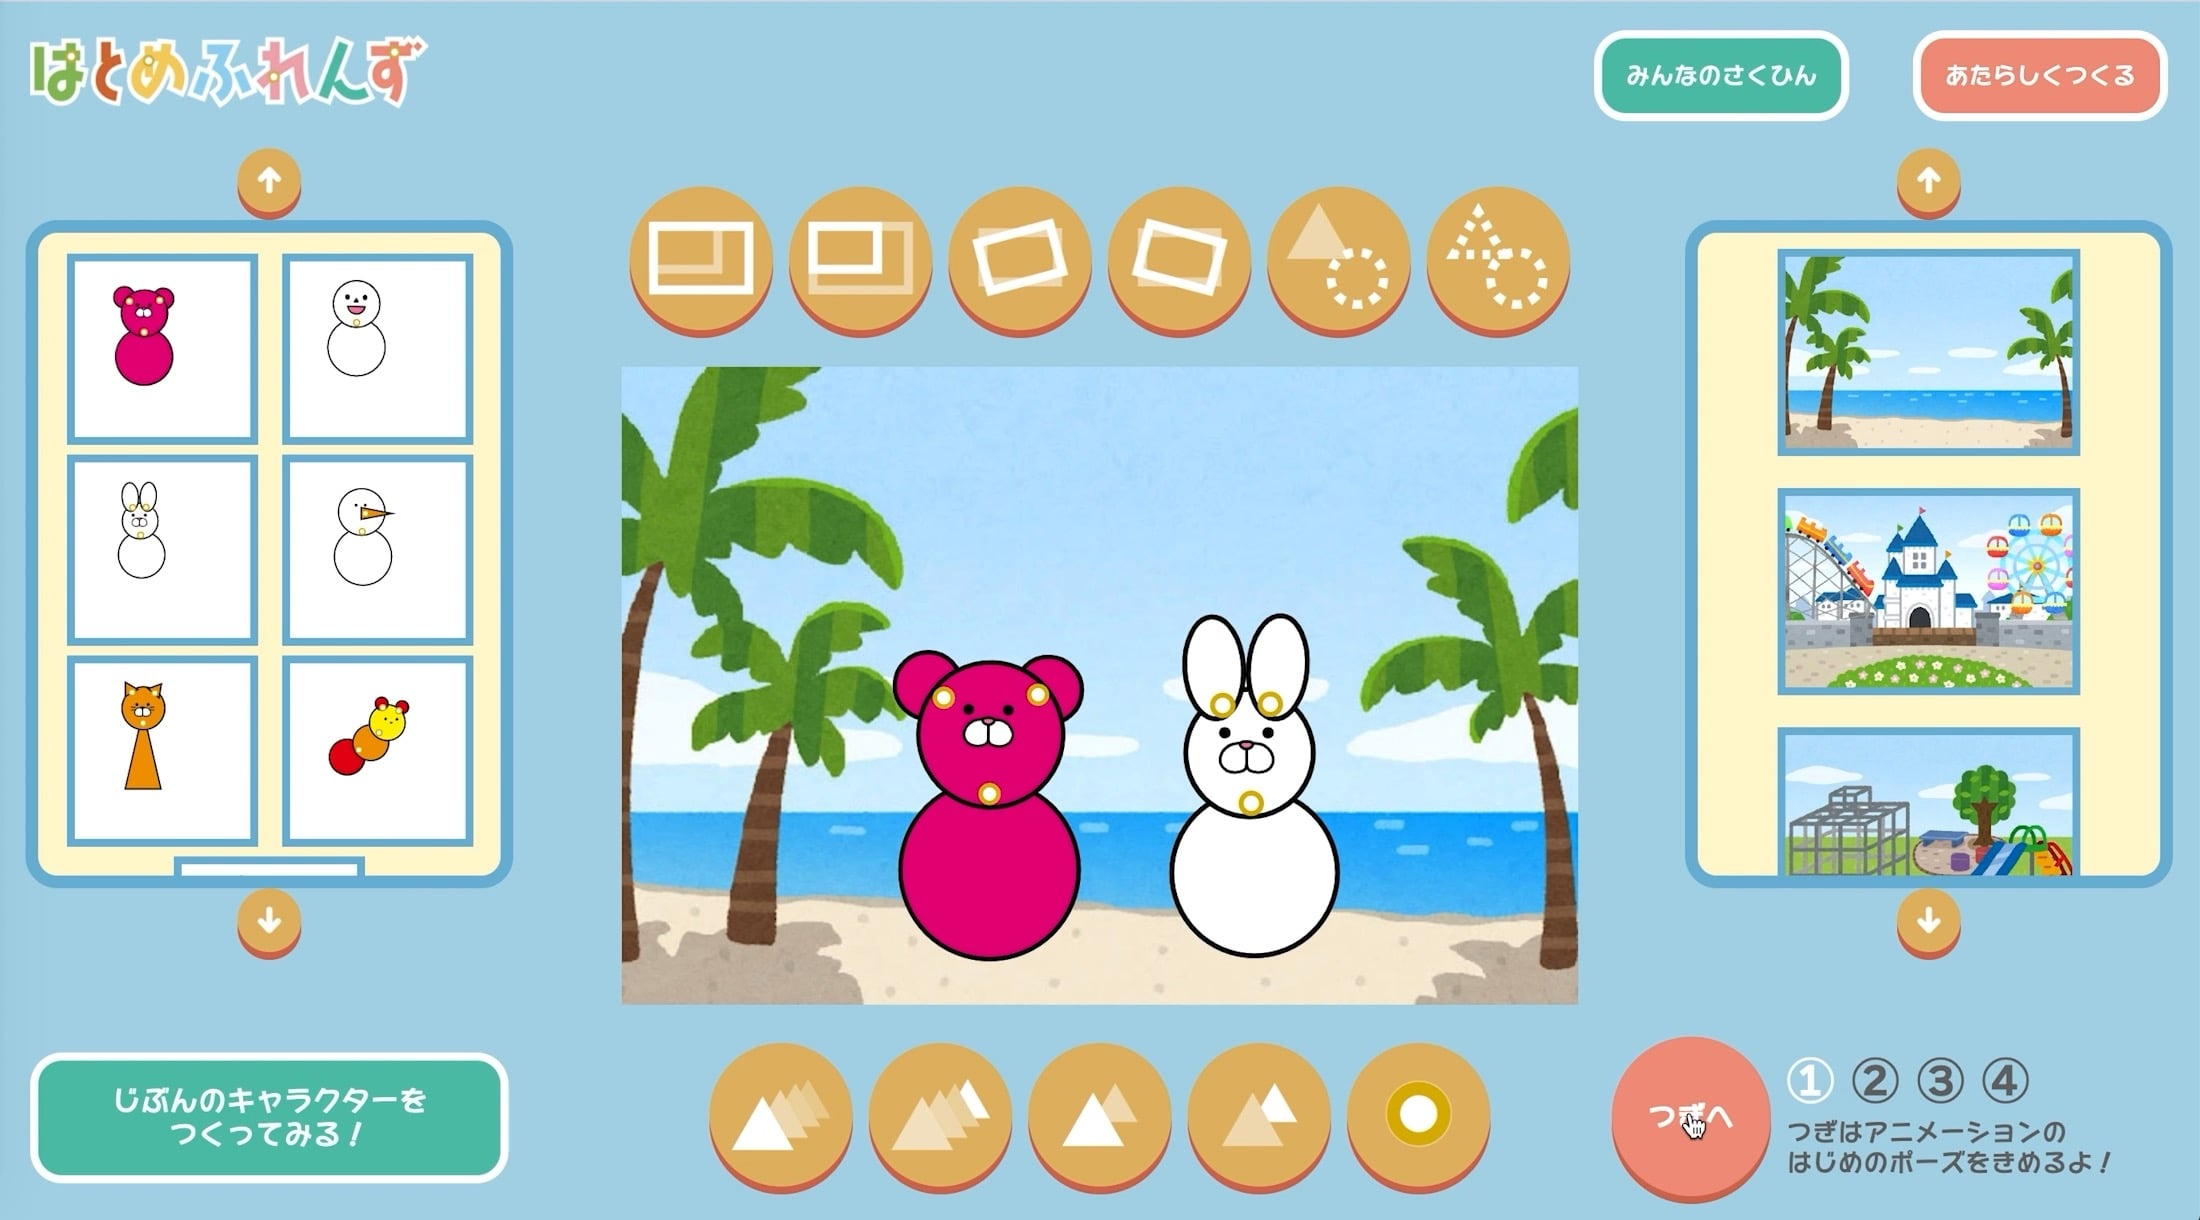 はとめふれんず
みんなのさくひん
あたらしくつくる
じぶんのキャラクターを
つくってみる！
つぎへ
① ② ③ ④
つぎはアニメーションの
はじめのポーズをきめるよ！